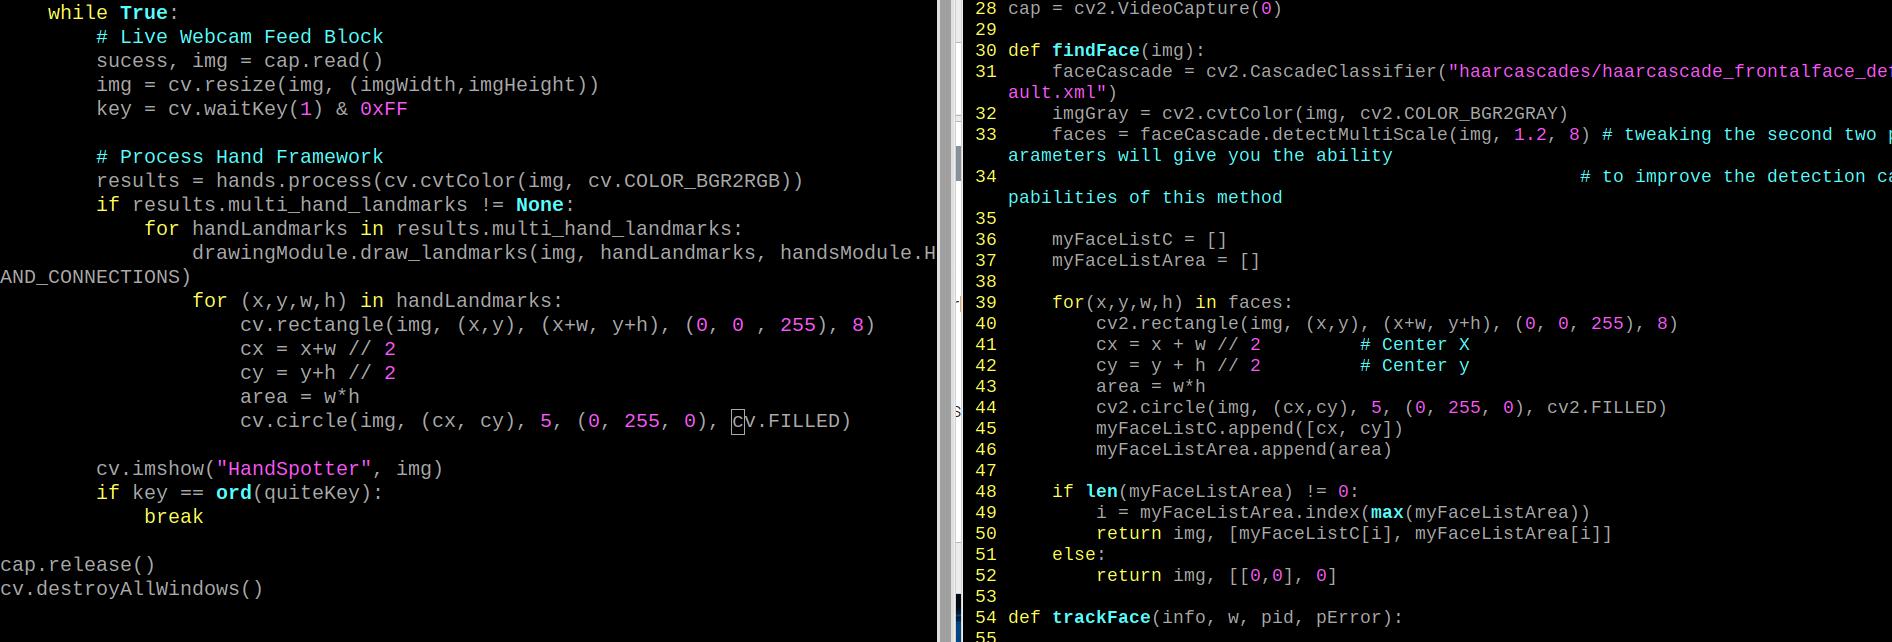 while True:
# Live Webcam Feed Block
sucess, img = cap.read()
img = cv.resize(img, (imgWidth,imgHeight))
key = cv.waitKey(1) & 0xFF
# Process Hand Framework
results = hands.process(cv.cvtColor(img, cv.COLOR_BGR2RGB))
if results.multi_hand_landmarks != None:
for handLandmarks in results.multi_hand_landmarks:
drawingModule.draw_landmarks(img, handLandmarks, handsModule.H
AND_CONNECTIONS)
for (x,y,w,h) in handLandmarks:
cv.rectangle(img, (x,y), (x+w, y+h), (0, 0 , 255), 8)
cx = x+w // 2
cy = y+h // 2
area = w*h
cv.circle(img, (cx, cy), 5, (0, 255, 0), cv.FILLED)
cv.imshow("HandSpotter", img)
if key == ord(quiteKey):
break
cap.release()
cv.destroyAllWindows()
28 cap = cv2.VideoCapture(0)
29
30 def findFace(img):
31 faceCascade = cv2.CascadeClassifier("haarcascades/haarcascade_frontalface_def
ault.xml")
32 imgGray = cv2.cvtColor(img, cv2.COLOR_BGR2GRAY)
33 faces = faceCascade.detectMultiScale(img, 1.2, 8) # tweaking the second two p
arameters will give you the ability
34 # to improve the detection ca
pabilities of this method
35
36 myFaceListC = []
37 myFaceListArea = []
38
39 for(x,y,w,h) in faces:
40 cv2.rectangle(img, (x,y), (x+w, y+h), (0, 0, 255), 8)
41 cx = x + w // 2 # Center X
42 cy = y + h // 2 # Center y
43 area = w*h
44 cv2.circle(img, (cx,cy), 5, (0, 255, 0), cv2.FILLED)
45 myFaceListC.append([cx, cy])
46 myFaceListArea.append(area)
47
48 if len(myFaceListArea) != 0:
49 i = myFaceListArea.index(max(myFaceListArea))
50 return img, [myFaceListC[i], myFaceListArea[i]]
51 else:
52 return img, [[0,0], 0]
53
54 def trackFace(info, w, pid, pError):
55